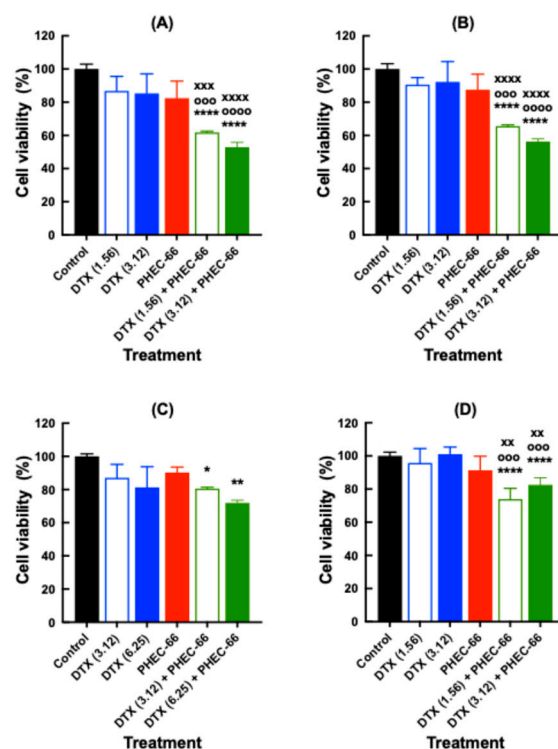 (A)
Cell viability (%)
120
100
80
60
40
20
0
xxx
ooo
****
xxxx
oooo
****
Control
DTX (1.56)
DTX (3.12)
PHEC-66
DTX (1.56) + PHEC-66
DTX (3.12) + PHEC-66
Treatment
(B)
Cell viability (%)
120
100
80
60
40
20
0
xxxx
ooo
****
xxxx
oooo
****
Control
DTX (1.56)
DTX (3.12)
PHEC-66
DTX (1.56) + PHEC-66
DTX (3.12) + PHEC-66
Treatment
(C)
Cell viability (%)
120
100
80
60
40
20
0
*
**
Control
DTX (3.12)
DTX (6.25)
PHEC-66
DTX (3.12) + PHEC-66
DTX (6.25) + PHEC-66
Treatment
(D)
Cell viability (%)
120
100
80
60
40
20
0
xx
ooo
****
xx
ooo
****
Control
DTX (1.56)
DTX (3.12)
PHEC-66
DTX (1.56) + PHEC-66
DTX (3.12) + PHEC-66
Treatment